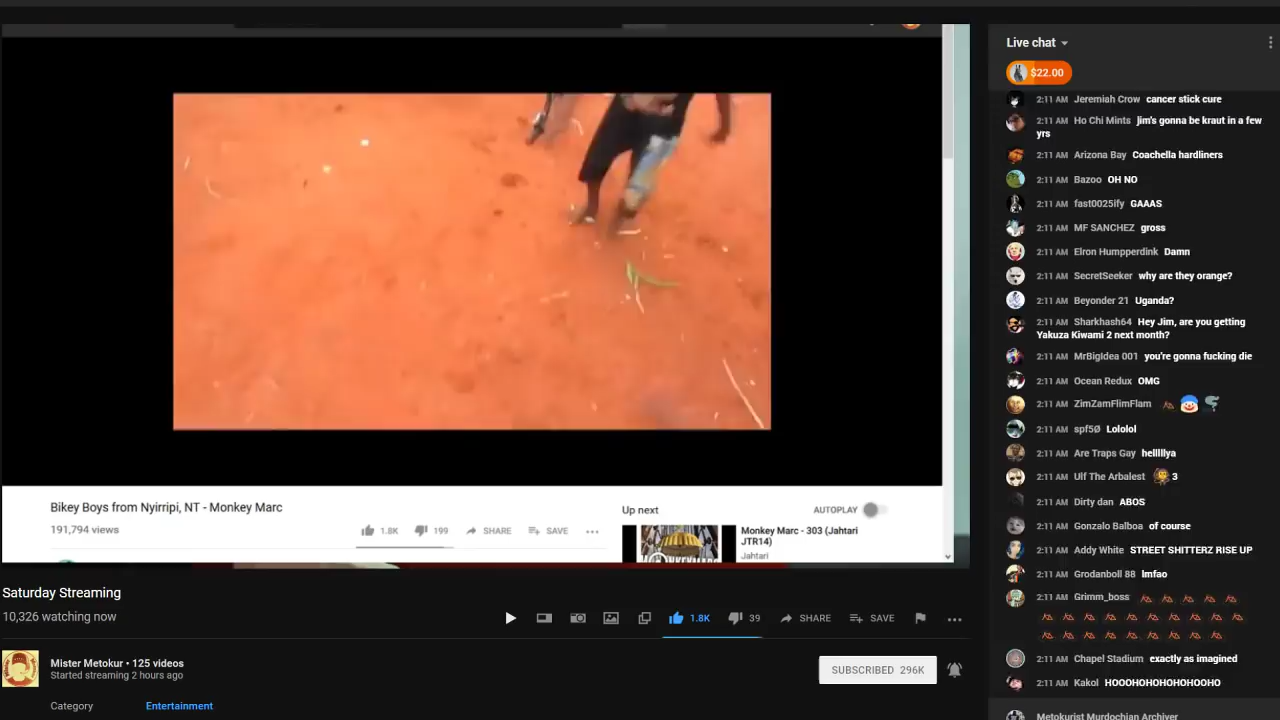 Bikey Boys from Nyirripi, NT - Monkey Marc
191,794 views
1.8K
199
SHARE
SAVE
Up next
AUTOPLAY
Monkey Marc - 303 (Jahtari
JTR14)
Jahtari
Saturday Streaming
10,326 watching now
1.8K
39
SHARE
SAVE
Mister Metokur • 125 videos
Started streaming 2 hours ago
SUBSCRIBED 296K
Category
Entertainment
Live chat
$22.00
2:11 AM Jeremiah Crow cancer stick cure
2:11 AM Ho Chi Mints jim's gonna be kraut in a few
yrs
2:11 AM Arizona Bay Coachella hardliners
2:11 AM Bazoo OH NO
2:11 AM fast0025ify GAAAS
2:11 AM MF SANCHEZ gross
2:11 AM Elron Humpperdink Damn
2:11 AM SecretSeeker why are they orange?
2:11 AM Beyonder 21 Uganda?
2:11 AM Sharkhash64 Hey Jim, are you getting
Yakuza Kiwami 2 next month?
2:11 AM MrBigIdea 001 you're gonna fucking die
2:11 AM Ocean Redux OMG
2:11 AM ZimZamFlimFlam
2:11 AM spf5Ø Lololol
2:11 AM Are Traps Gay helllllya
2:11 AM Ulf The Arbalest 3
2:11 AM Dirty dan ABOS
2:11 AM Gonzalo Balboa of course
2:11 AM Addy White STREET SHITTERZ RISE UP
2:11 AM Grodanboll 88 lmfao
2:11 AM Grimm_boss
2:11 AM Chapel Stadium exactly as imagined
2:11 AM Kakol HOOOHOHOHOHOOHO
Metokurist Murdochian Archiver